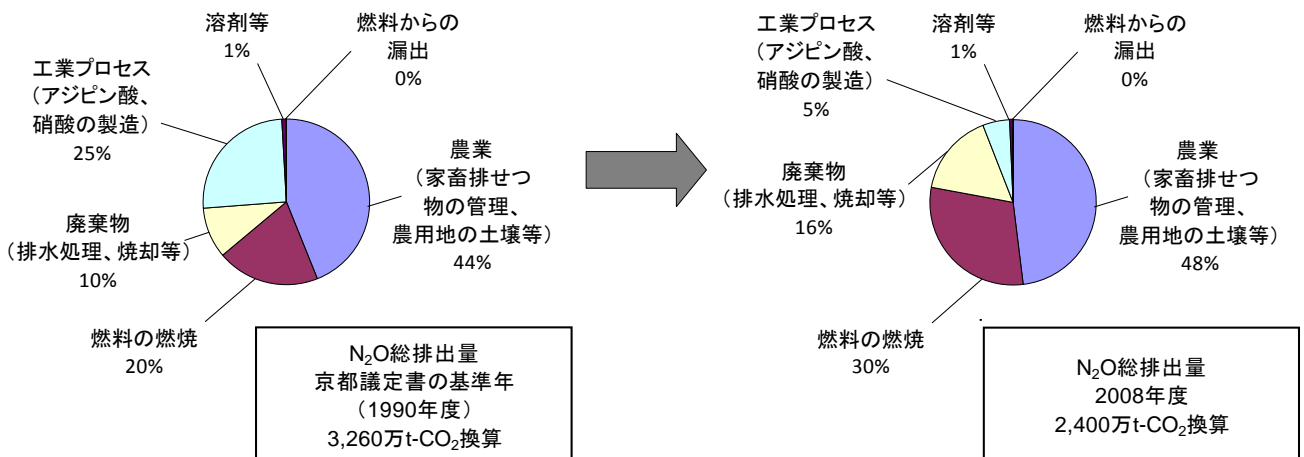 溶剤等
1%
燃料からの
漏出
0%
工業プロセス
(アジピン酸、
硝酸の製造)
25%
農業
(家畜排せつ
物の管理、
農用地の土壌等)
44%
廃棄物
(排水処理、焼却等)
10%
燃料の燃焼
20%
N₂O総排出量
京都議定書の基準年
(1990年度)
3,260万t-CO₂換算
工業プロセス
(アジピン酸、
硝酸の製造)
5%
溶剤等
1%
燃料からの
漏出
0%
廃棄物
(排水処理、焼却等)
16%
農業
(家畜排せつ
物の管理、
農用地の土壌等)
48%
燃料の燃焼
30%
N₂O総排出量
2008年度
2,400万t-CO₂換算